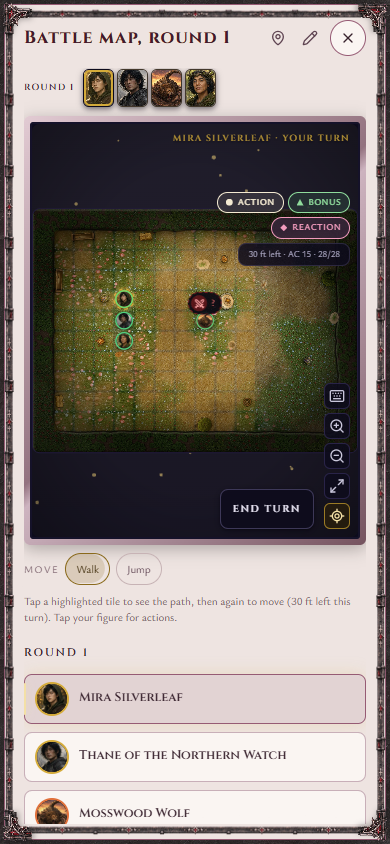 Battle map, round 1
ROUND 1
MIRA SILVERLEAF · YOUR TURN
ACTION
BONUS
REACTION
30 ft left · AC 15 · 28/28
END TURN
MOVE
Walk
Jump
Tap a highlighted tile to see the path, then again to move (30 ft left this
turn). Tap your figure for actions.
ROUND 1
Mira Silverleaf
Thane of the Northern Watch
Mosswood Wolf